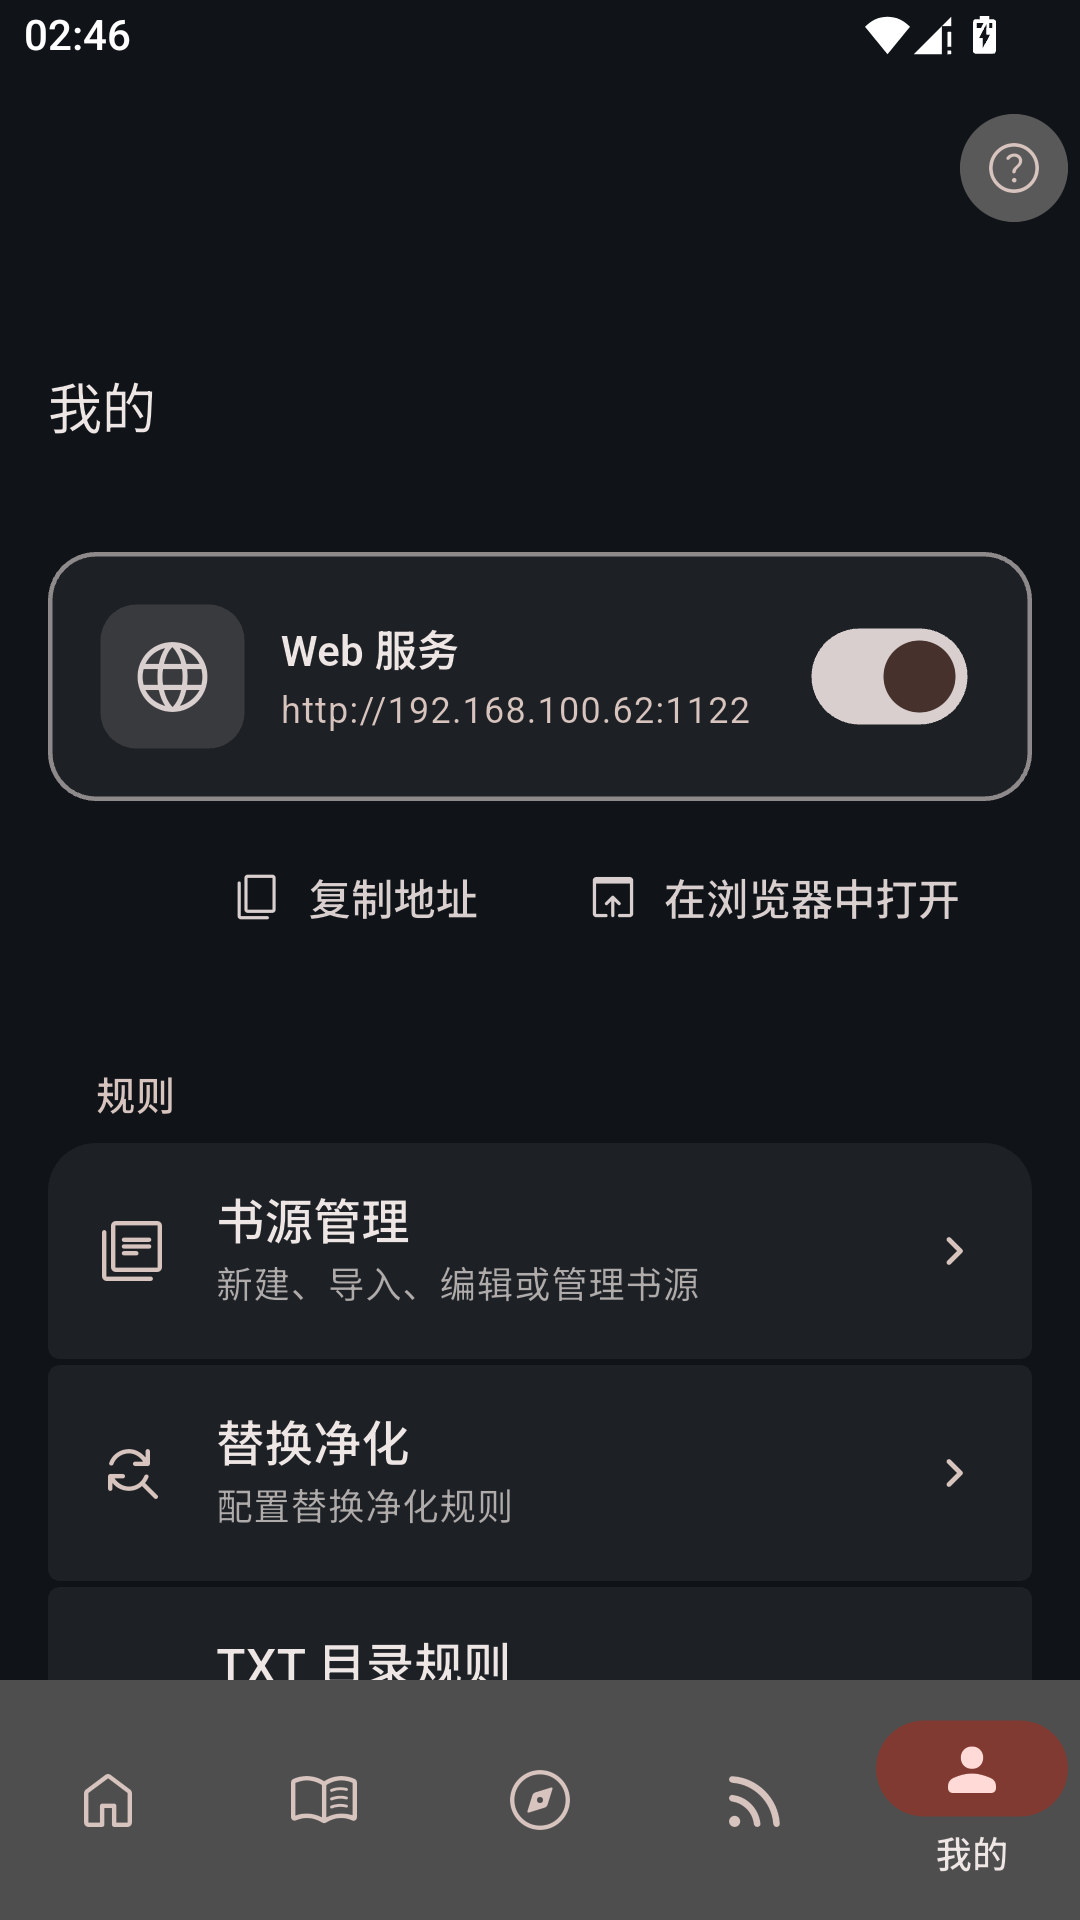 02:46
我的
Web 服务
http://192.168.100.62:1122
复制地址
在浏览器中打开
规则
书源管理
新建、导入、编辑或管理书源
替换净化
配置替换净化规则
TXT 目录规则
我的